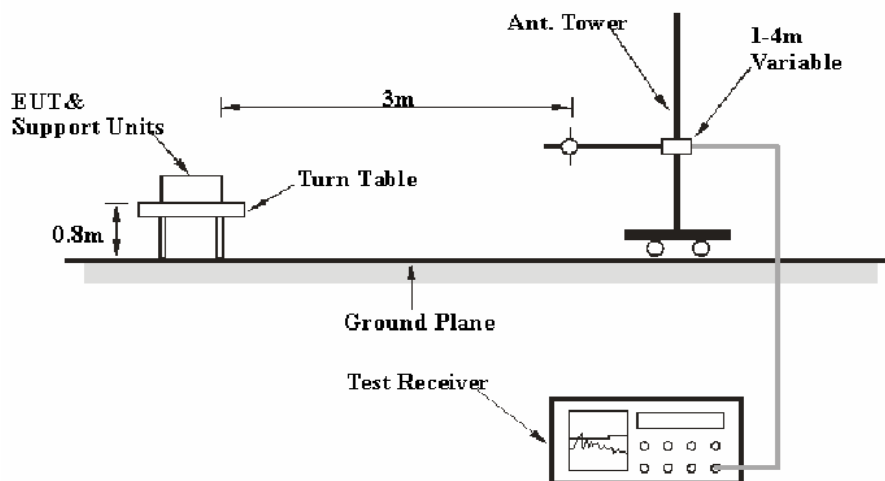 Ant. Tower
1-4m
Variable
3m
EUT &
Support Units
Turn Table
0.8m
Ground Plane
Test Receiver